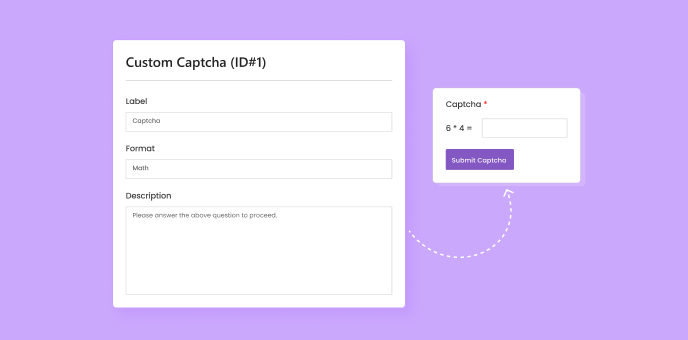 Custom Captcha (ID#1)
Label
Captcha
Format
Math
Description
Please answer the above question to proceed.
Captcha *
6 * 4 =
Submit Captcha